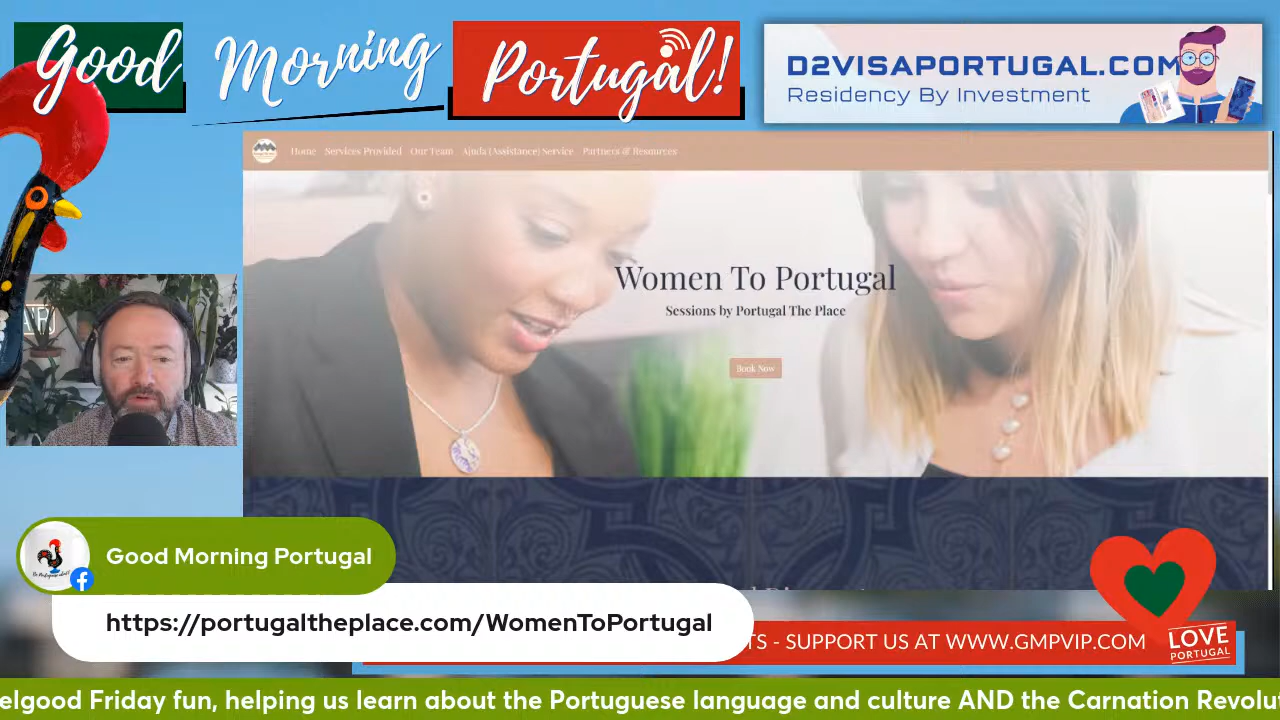 Good Morning Portugal!
D2VISAPORTUGAL.COM
Residency By Investment
Home Services Provided Our Team Ajuda (Assistance) Service Partners & Resources
Women To Portugal
Sessions by Portugal The Place
Book Now
Good Morning Portugal
https://portugaltheplace.com/WomenToPortugal
TS - SUPPORT US AT WWW.GMPVIP.COM
LOVE
PORTUGAL
elgood Friday fun, helping us learn about the Portuguese language and culture AND the Carnation Revolu